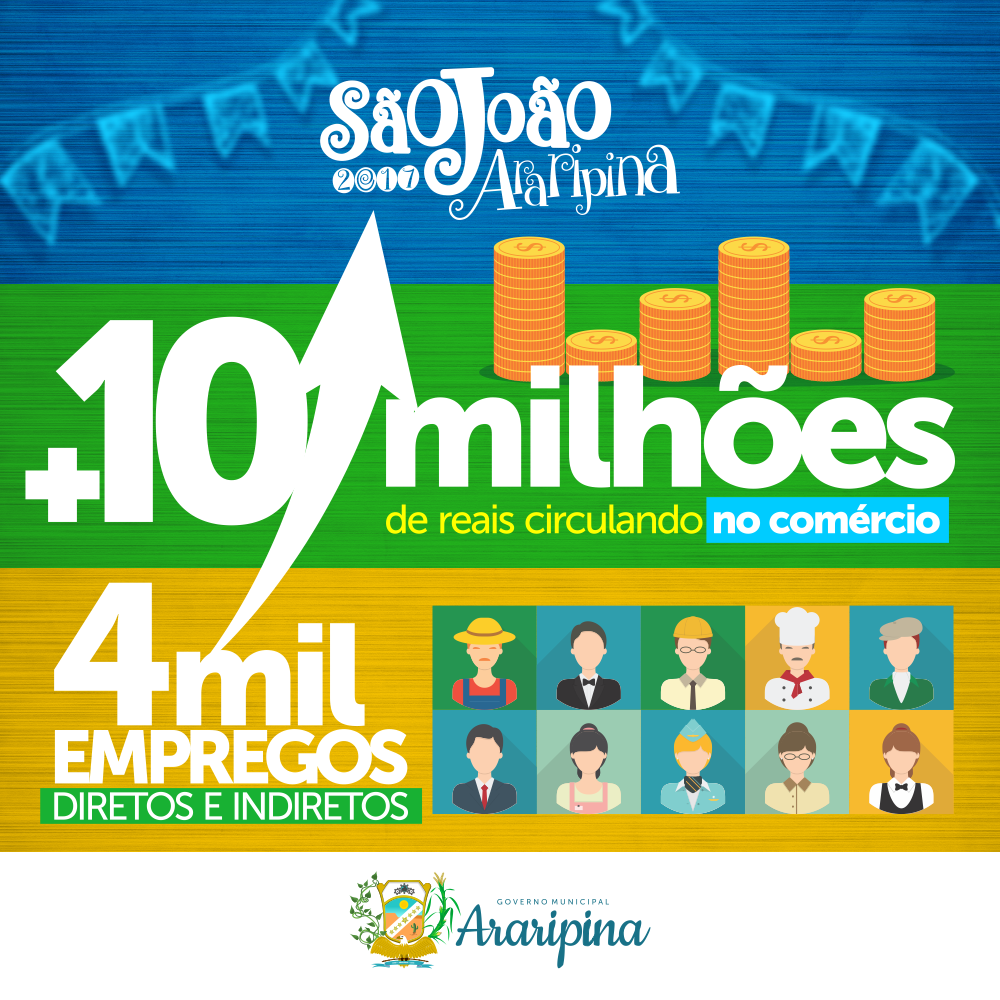 São João
2017 Araripina
+10 milhões
de reais circulando no comércio
4 mil
EMPREGOS
DIRETOS E INDIRETOS
GOVERNO MUNICIPAL
Araripina